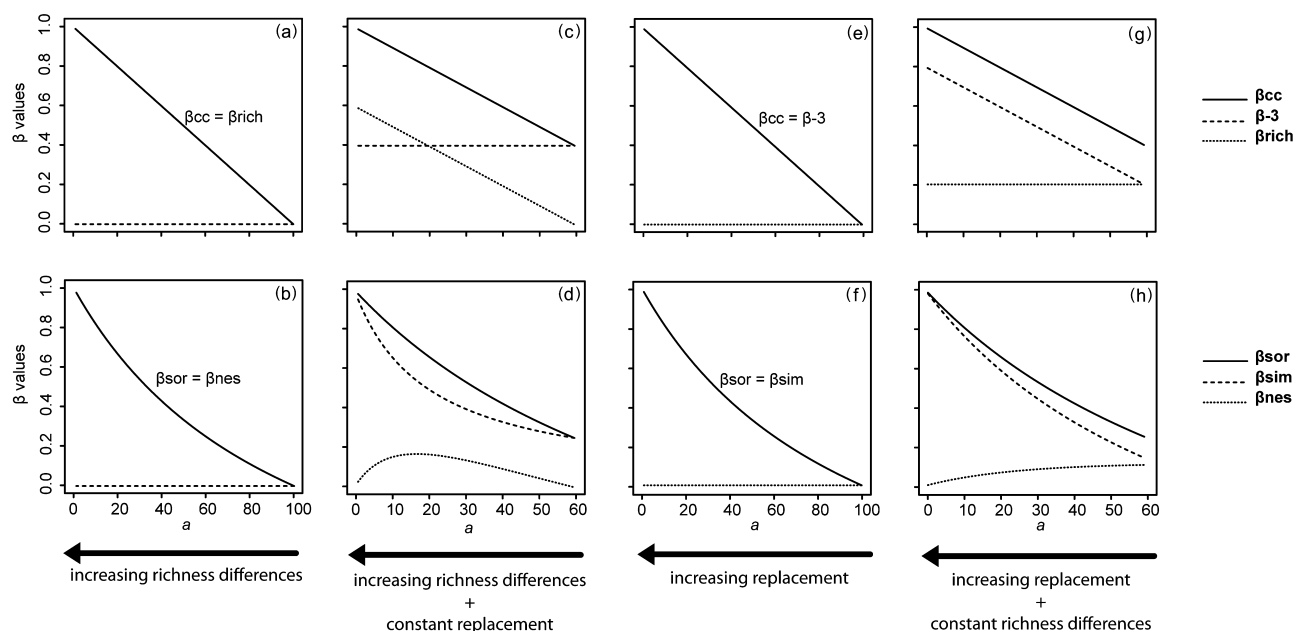 (a)
(c)
(e)
(g)
β values
1.0
0.8
0.6
0.4
0.2
0.0
βcc = βrich
βcc = β-3
βcc
β-3
βrich
(b)
(d)
(f)
(h)
β values
1.0
0.8
0.6
0.4
0.2
0.0
βsor = βnes
βsor = βsim
βsor
βsim
βnes
0 20 40 60 80 100
0 10 20 30 40 50 60
0 20 40 60 80 100
0 10 20 30 40 50 60
a
a
a
a
increasing richness differences
increasing richness differences
+
constant replacement
increasing replacement
increasing replacement
+
constant richness differences